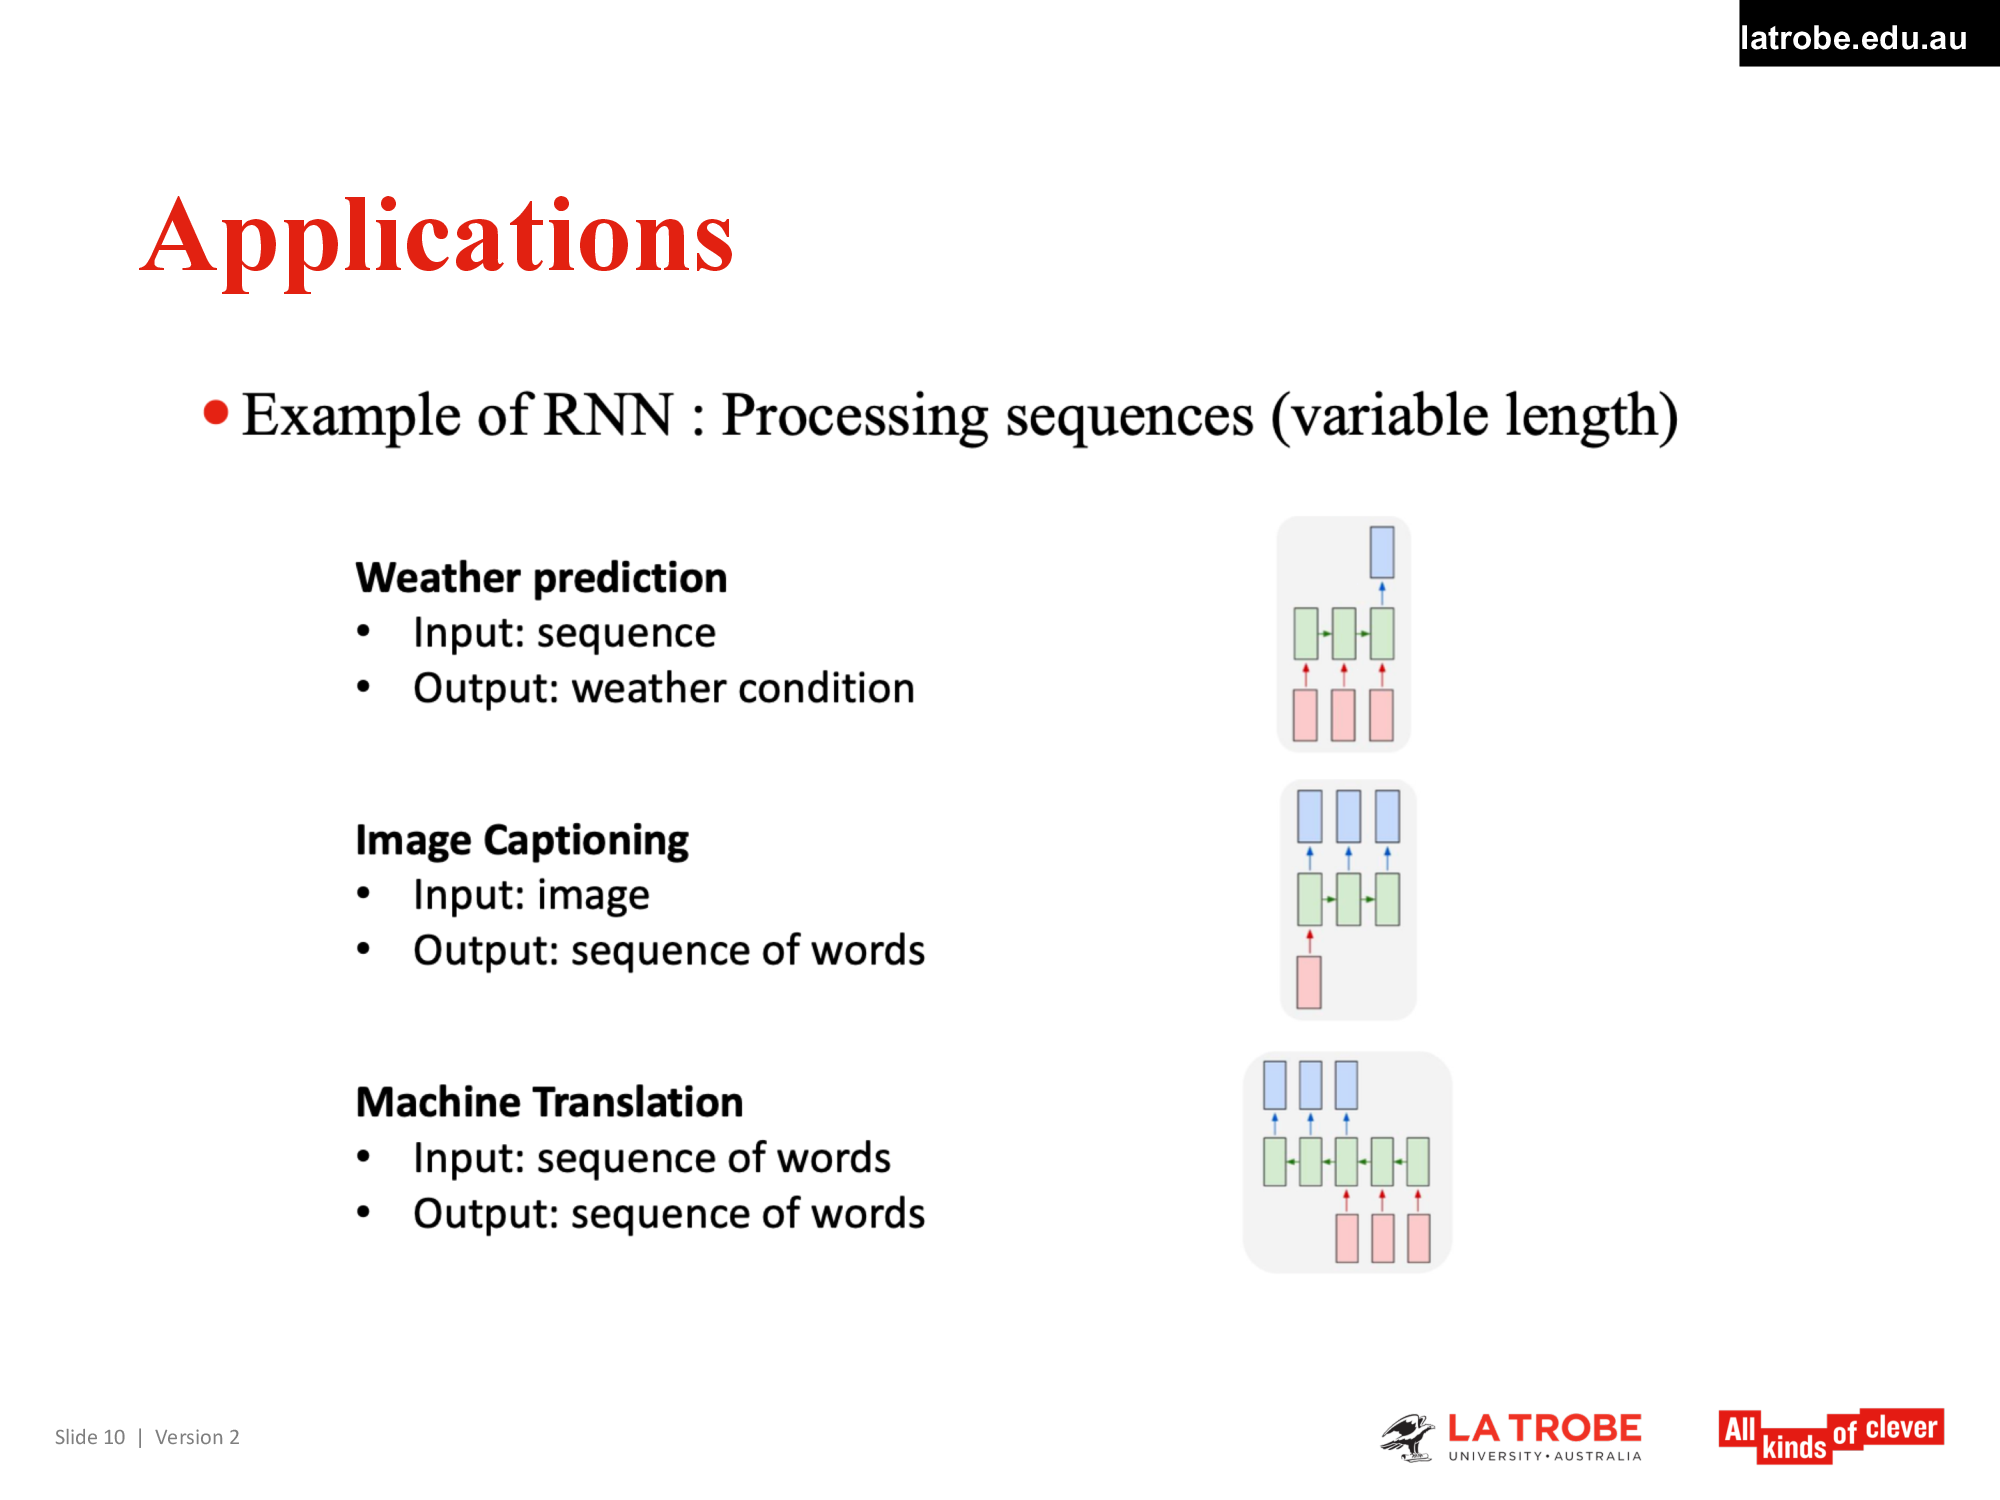 latrobe.edu.au
Applications
• Example of RNN : Processing sequences (variable length)
Weather prediction
• Input: sequence
• Output: weather condition
Image Captioning
• Input: image
• Output: sequence of words
Machine Translation
• Input: sequence of words
• Output: sequence of words
Slide 10 | Version 2
LA TROBE
UNIVERSITY • AUSTRALIA
All kinds of clever